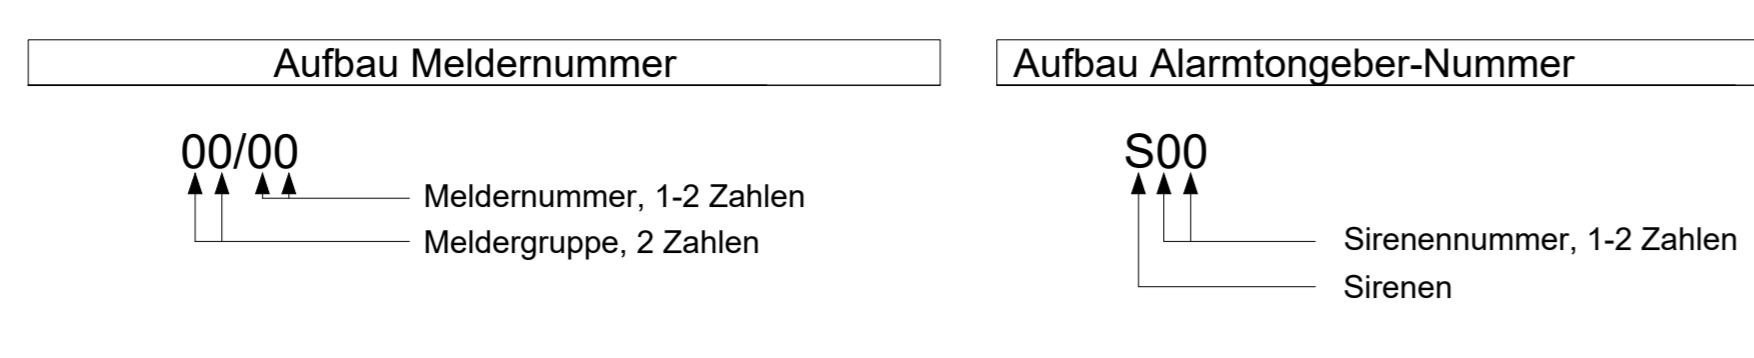 Aufbau Meldernummer
00/00
Meldernummer, 1-2 Zahlen
Meldergruppe, 2 Zahlen
Aufbau Alarmtongeber-Nummer
S00
Sirenennummer, 1-2 Zahlen
Sirenen